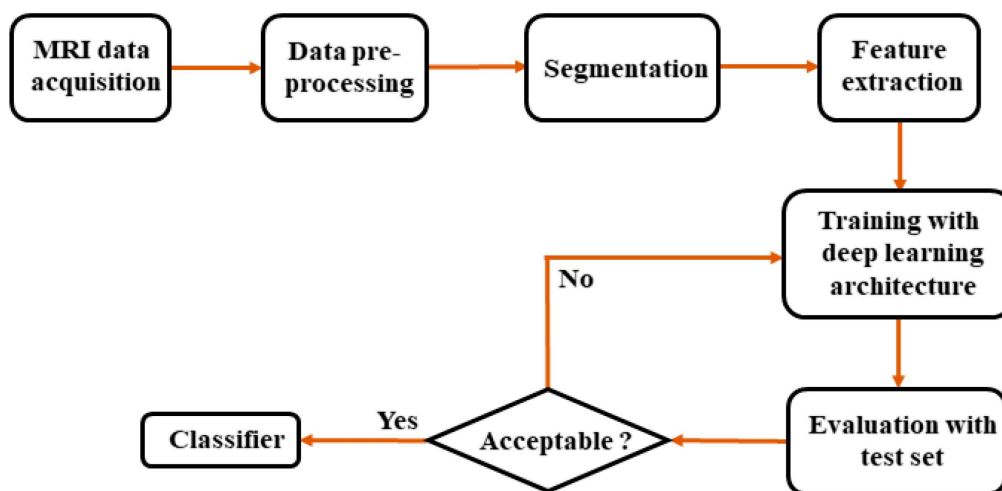 MRI data
acquisition
Data pre-
processing
Segmentation
Feature
extraction
Training with
deep learning
architecture
No
Yes
Classifier
Acceptable ?
Evaluation with
test set